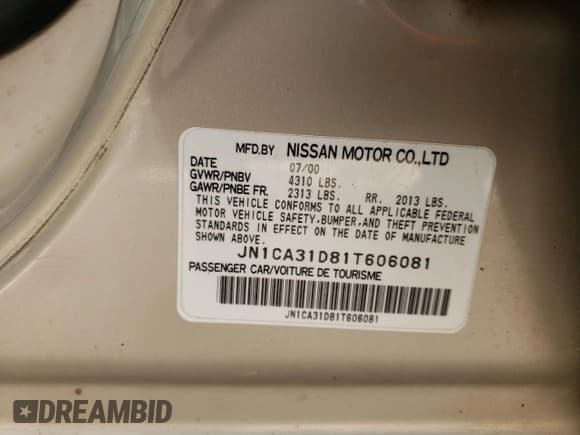 MFD.BY NISSAN MOTOR CO.,LTD
DATE 07/00
GVWR/PNBV 4310 LBS.
GAWR/PNBE FR. 2313 LBS. RR. 2013 LBS.
THIS VEHICLE CONFORMS TO ALL APPLICABLE FEDERAL
MOTOR VEHICLE SAFETY,BUMPER,AND THEFT PREVENTION
STANDARDS IN EFFECT ON THE DATE OF MANUFACTURE
SHOWN ABOVE.
JN1CA31D81T606081
PASSENGER CAR/VOITURE DE TOURISME
JN1CA31D81T606081
DREAMBID